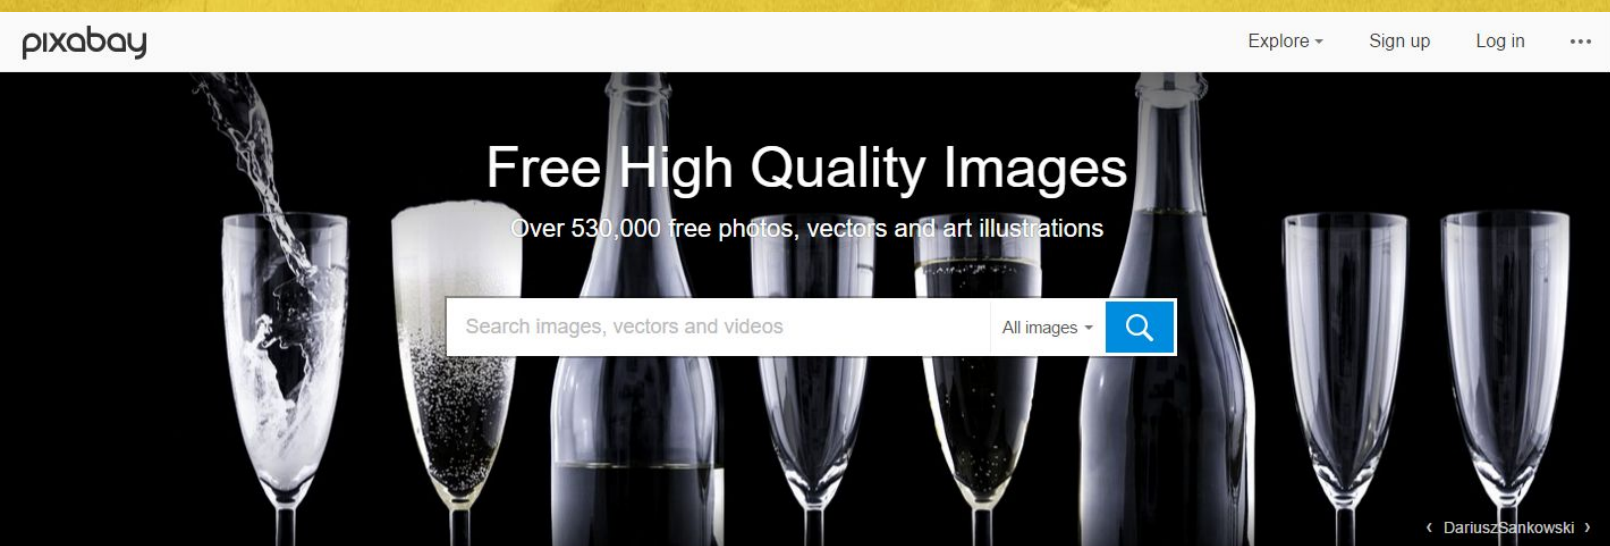 pixabay
Explore Sign up Log in
Free High Quality Images
Over 530,000 free photos, vectors and art illustrations
Search images, vectors and videos All images
DariuszSankowski